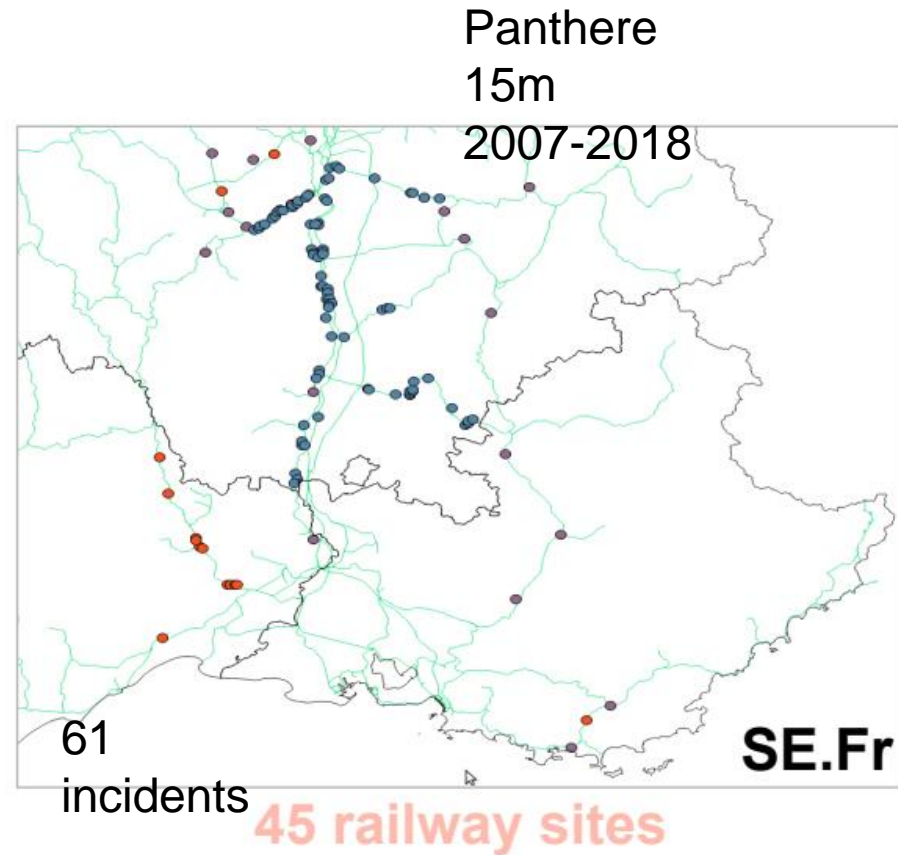 Panthere
15m
2007-2018
61
incidents
SE.Fr
45 railway sites